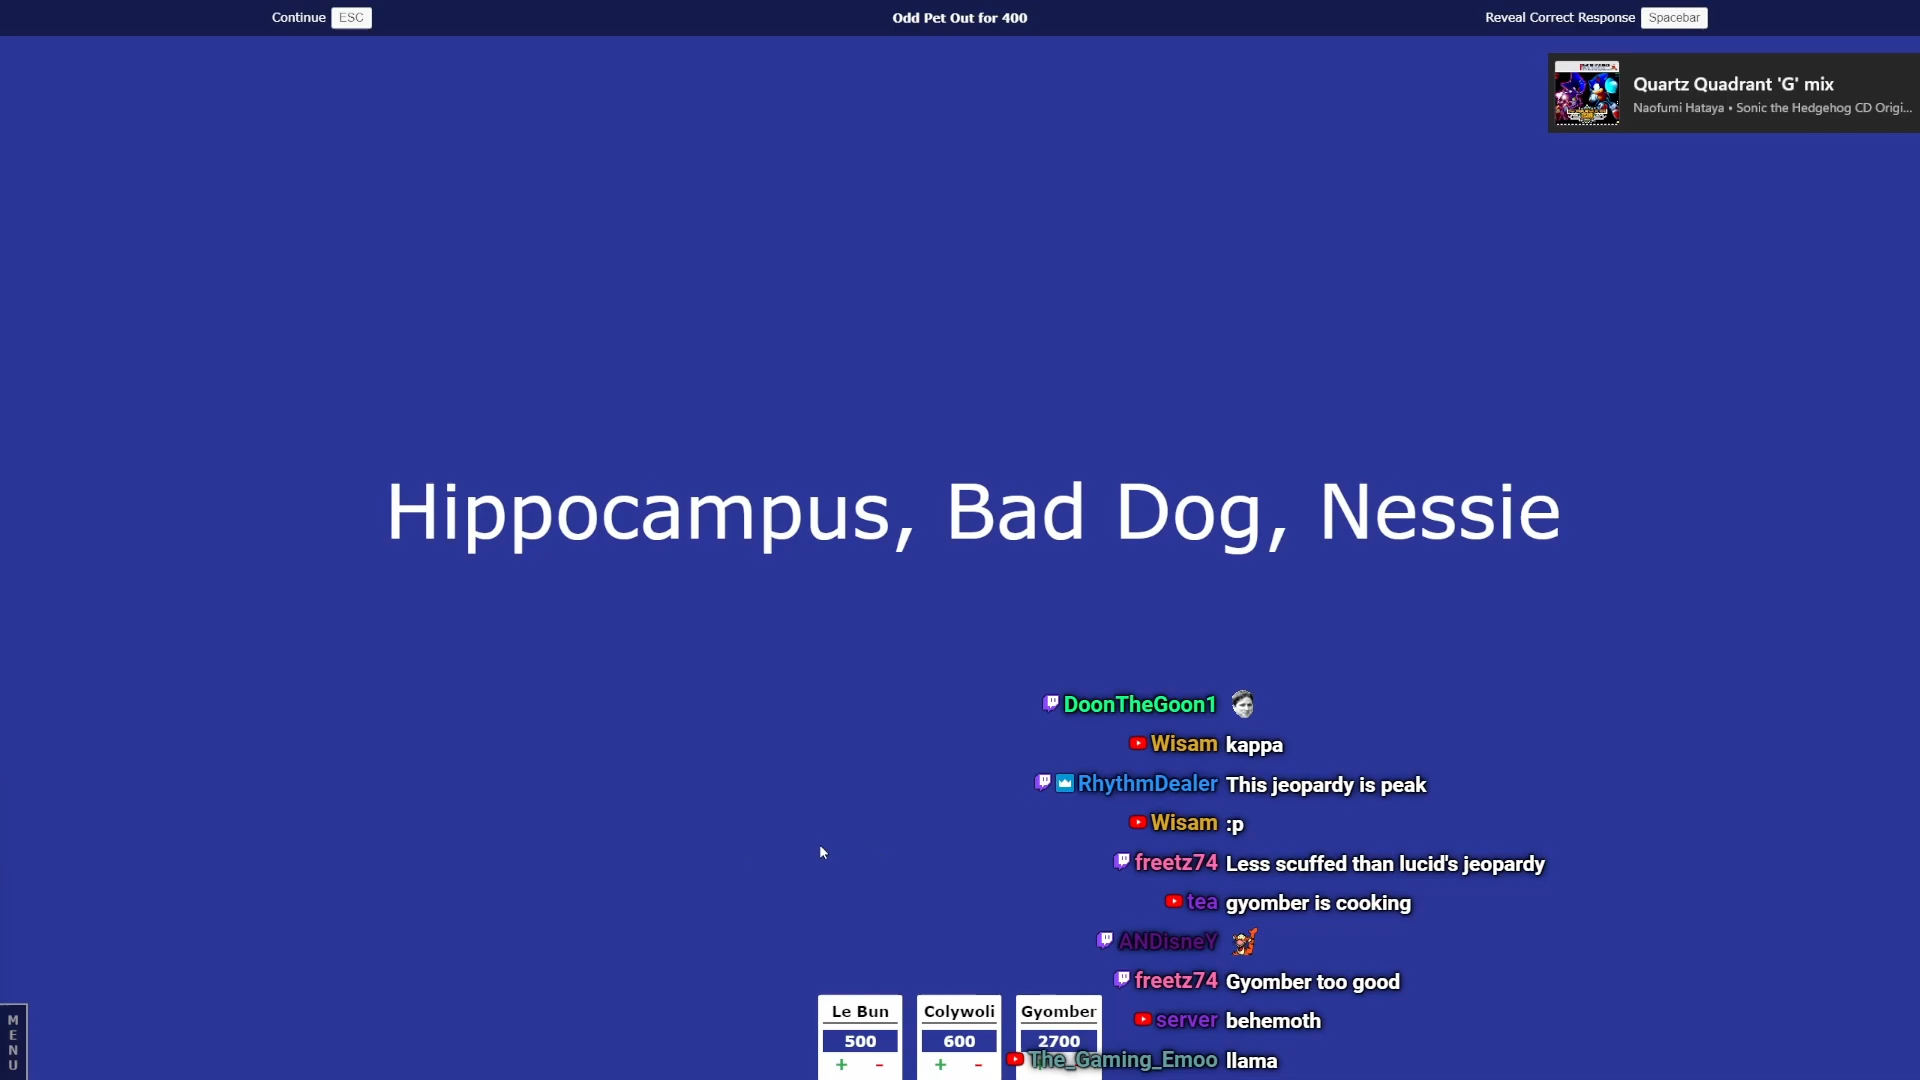 Continue ESC
Odd Pet Out for 400
Reveal Correct Response Spacebar
Quartz Quadrant 'G' mix
Naofumi Hataya • Sonic the Hedgehog CD Origi...
Hippocampus, Bad Dog, Nessie
DoonTheGoon1
Wisam kappa
RhythmDealer This jeopardy is peak
Wisam :p
freetz74 Less scuffed than lucid's jeopardy
tea gyomber is cooking
ANDisneY
freetz74 Gyomber too good
server behemoth
The_Gaming_Emoo llama
Le Bun Colywoli Gyomber
500 600 2700
+ - + -
MENU